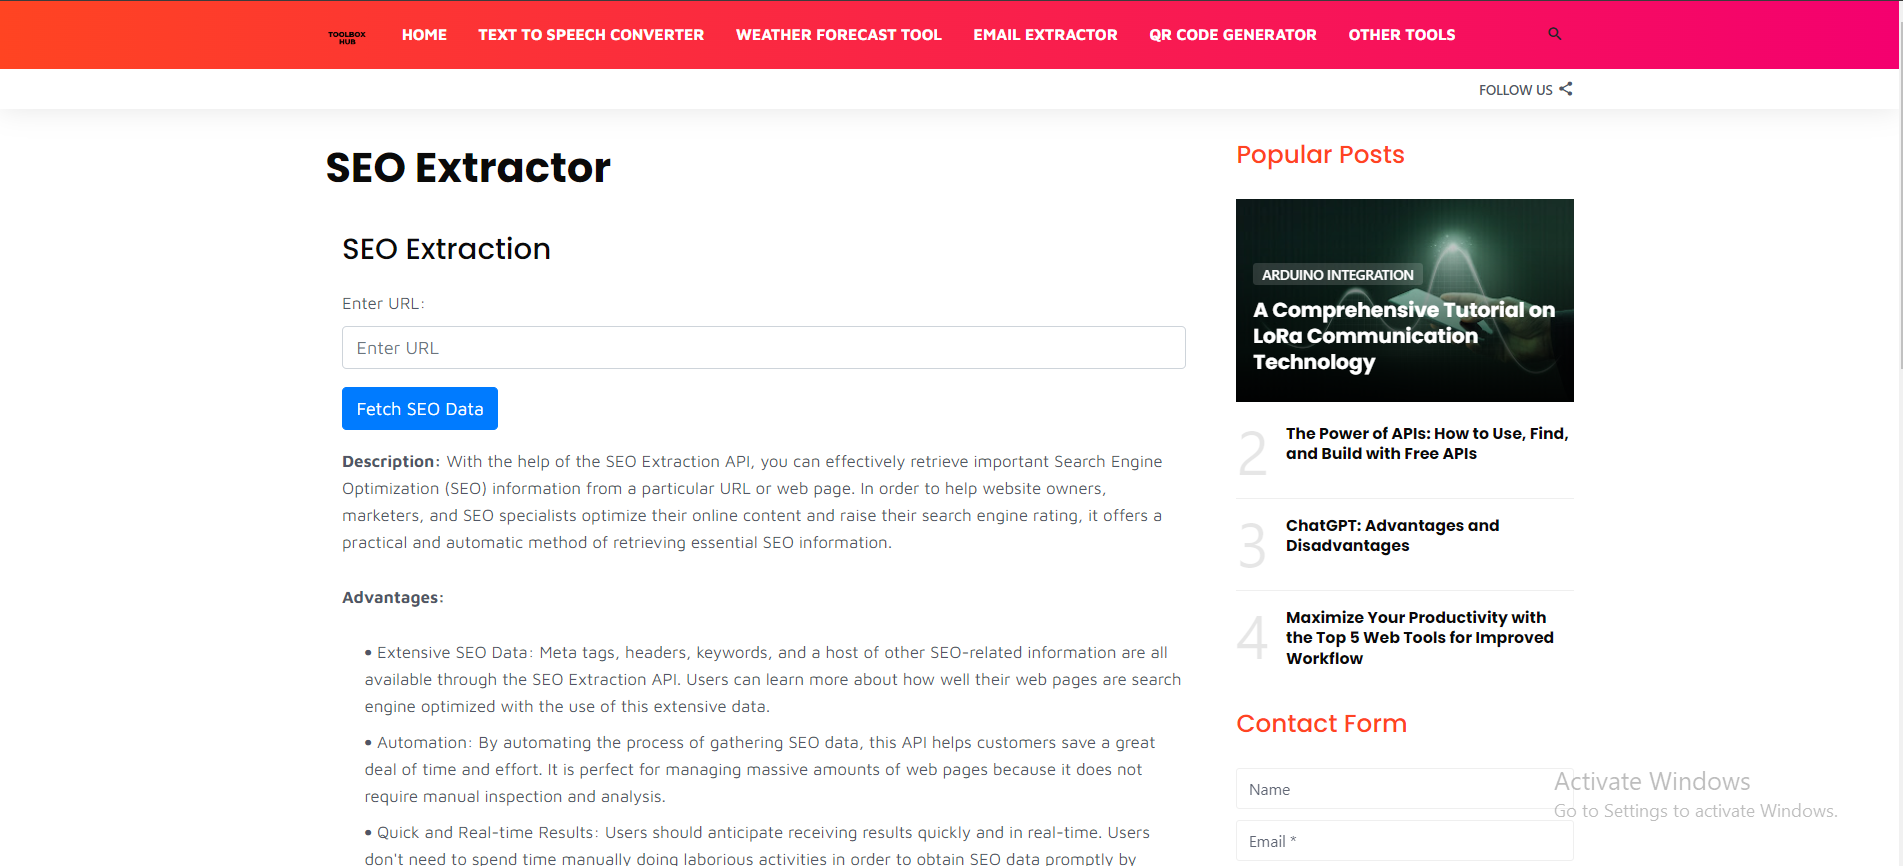 TOOLBOX
HUB
HOME
TEXT TO SPEECH CONVERTER
WEATHER FORECAST TOOL
EMAIL EXTRACTOR
QR CODE GENERATOR
OTHER TOOLS
FOLLOW US
SEO Extractor
SEO Extraction
Enter URL:
Enter URL
Fetch SEO Data
Description: With the help of the SEO Extraction API, you can effectively retrieve important Search Engine
Optimization (SEO) information from a particular URL or web page. In order to help website owners,
marketers, and SEO specialists optimize their online content and raise their search engine rating, it offers a
practical and automatic method of retrieving essential SEO information.
Advantages:
• Extensive SEO Data: Meta tags, headers, keywords, and a host of other SEO-related information are all
available through the SEO Extraction API. Users can learn more about how well their web pages are search
engine optimized with the use of this extensive data.
• Automation: By automating the process of gathering SEO data, this API helps customers save a great
deal of time and effort. It is perfect for managing massive amounts of web pages because it does not
require manual inspection and analysis.
• Quick and Real-time Results: Users should anticipate receiving results quickly and in real-time. Users
don't need to spend time manually doing laborious activities in order to obtain SEO data promptly by
Popular Posts
ARDUINO INTEGRATION
A Comprehensive Tutorial on
LoRa Communication
Technology
2
The Power of APIs: How to Use, Find,
and Build with Free APIs
3
ChatGPT: Advantages and
Disadvantages
4
Maximize Your Productivity with
the Top 5 Web Tools for Improved
Workflow
Contact Form
Name
Email *
Activate Windows
Go to Settings to activate Windows.